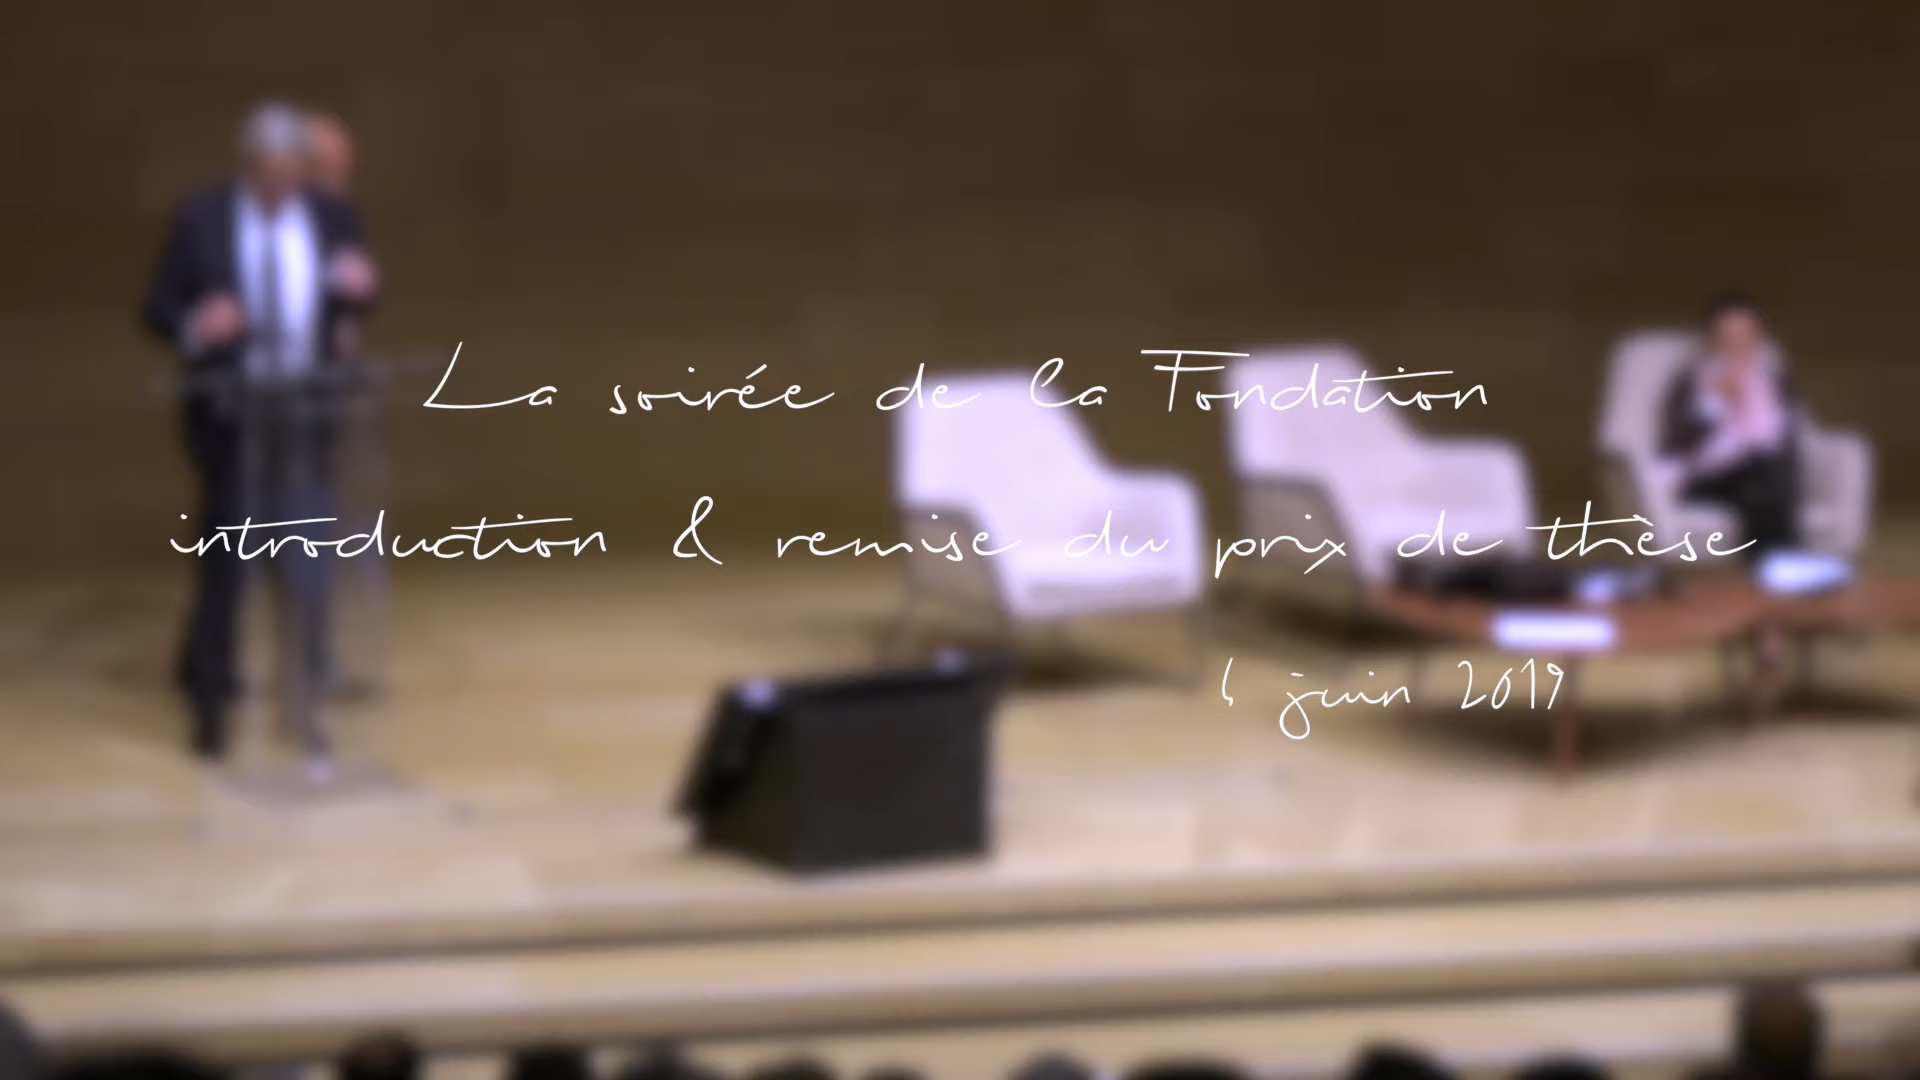 La soirée de la Fondation
introduction & remise du prix de thèse
juin 2019